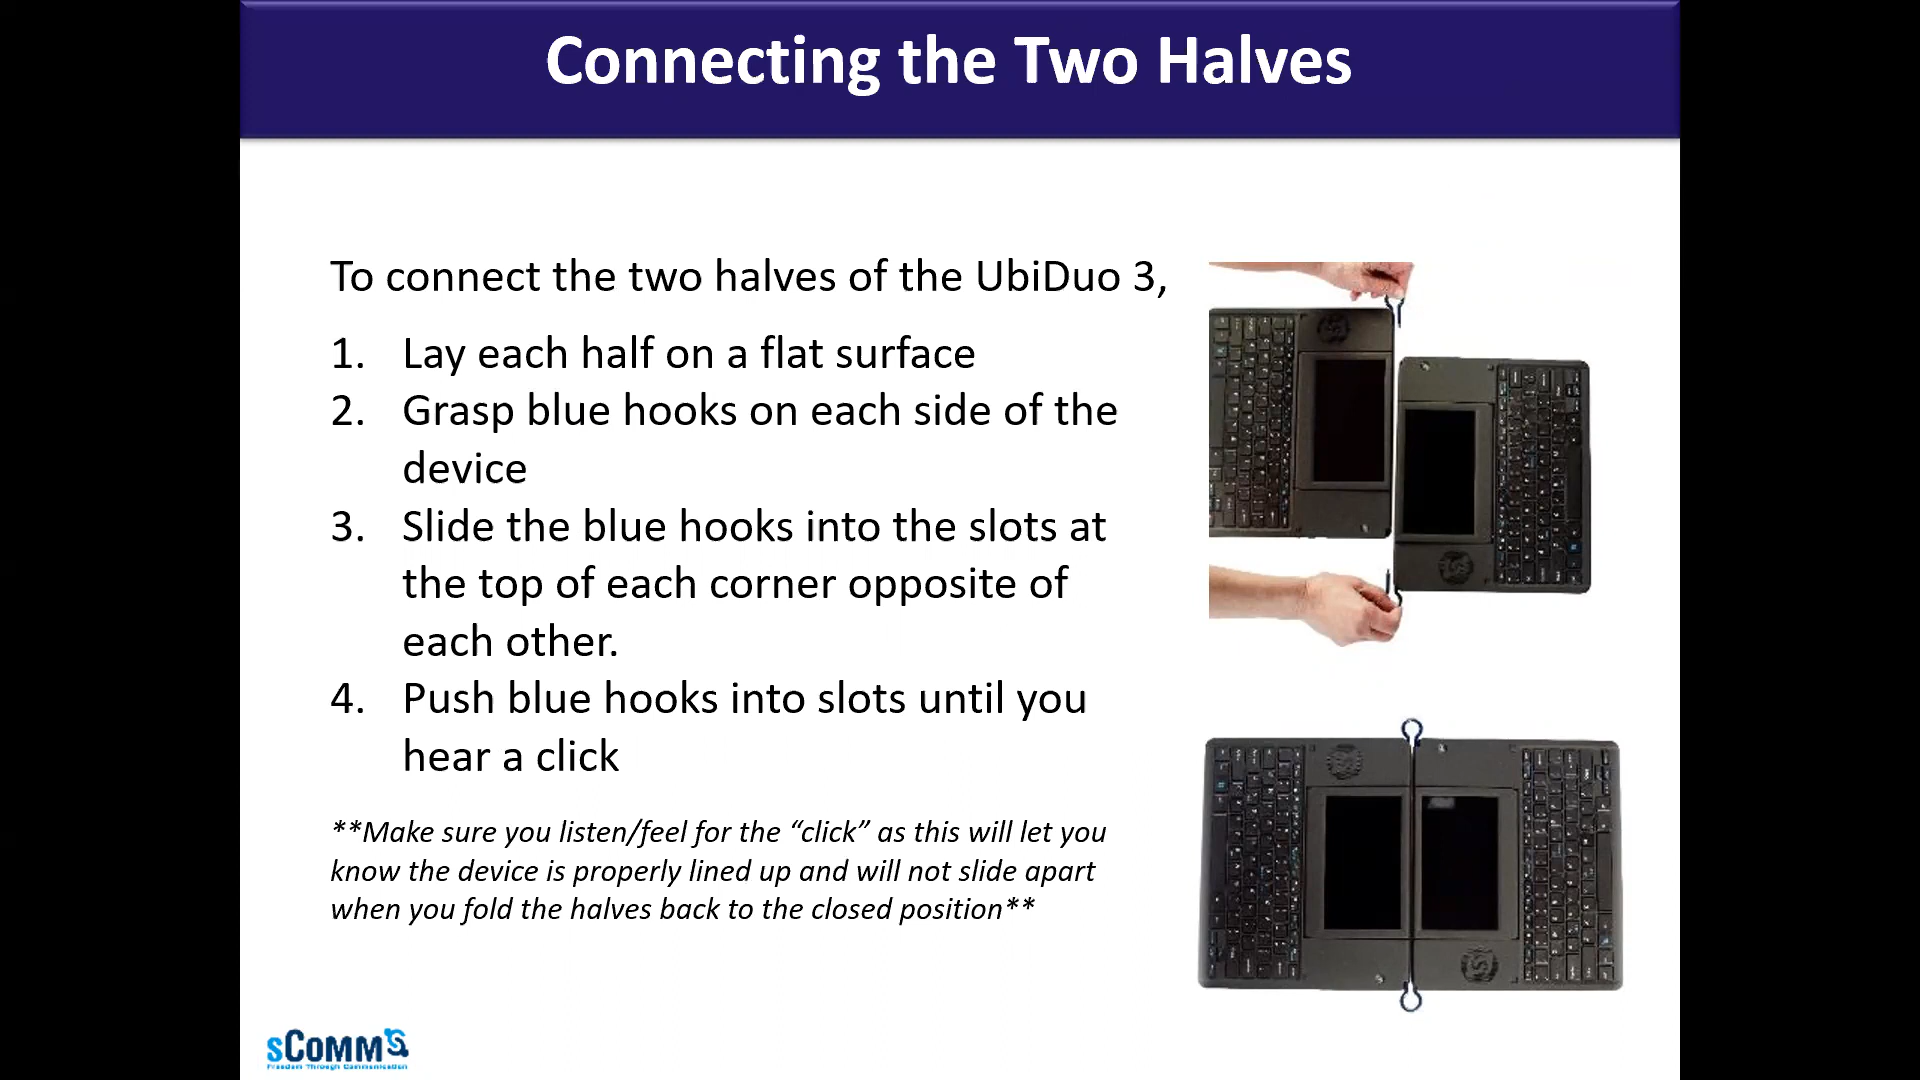 Connecting the Two Halves
To connect the two halves of the UbiDuo 3,
1. Lay each half on a flat surface
2. Grasp blue hooks on each side of the
device
3. Slide the blue hooks into the slots at
the top of each corner opposite of
each other.
4. Push blue hooks into slots until you
hear a click
**Make sure you listen/feel for the “click” as this will let you
know the device is properly lined up and will not slide apart
when you fold the halves back to the closed position**
sComm
Freedom Through Communication